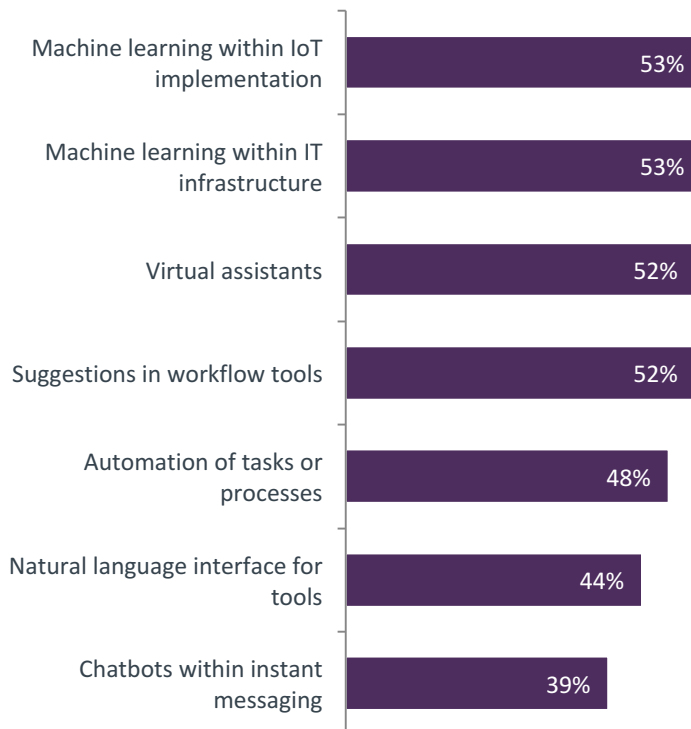 Machine learning within IoT
implementation
53%
Machine learning within IT
infrastructure
53%
Virtual assistants
52%
Suggestions in workflow tools
52%
Automation of tasks or
processes
48%
Natural language interface for
tools
44%
Chatbots within instant
messaging
39%